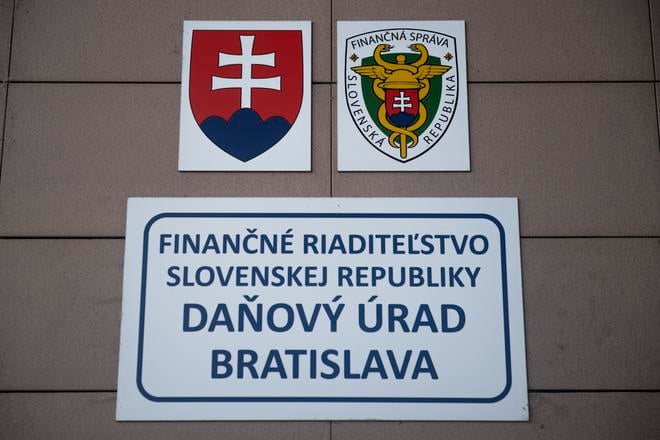 FINANČNÁ SPRÁVA
SLOVENSKÁ REPUBLIKA
FINANČNÉ RIADITEĽSTVO
SLOVENSKEJ REPUBLIKY
DAŇOVÝ ÚRAD
BRATISLAVA